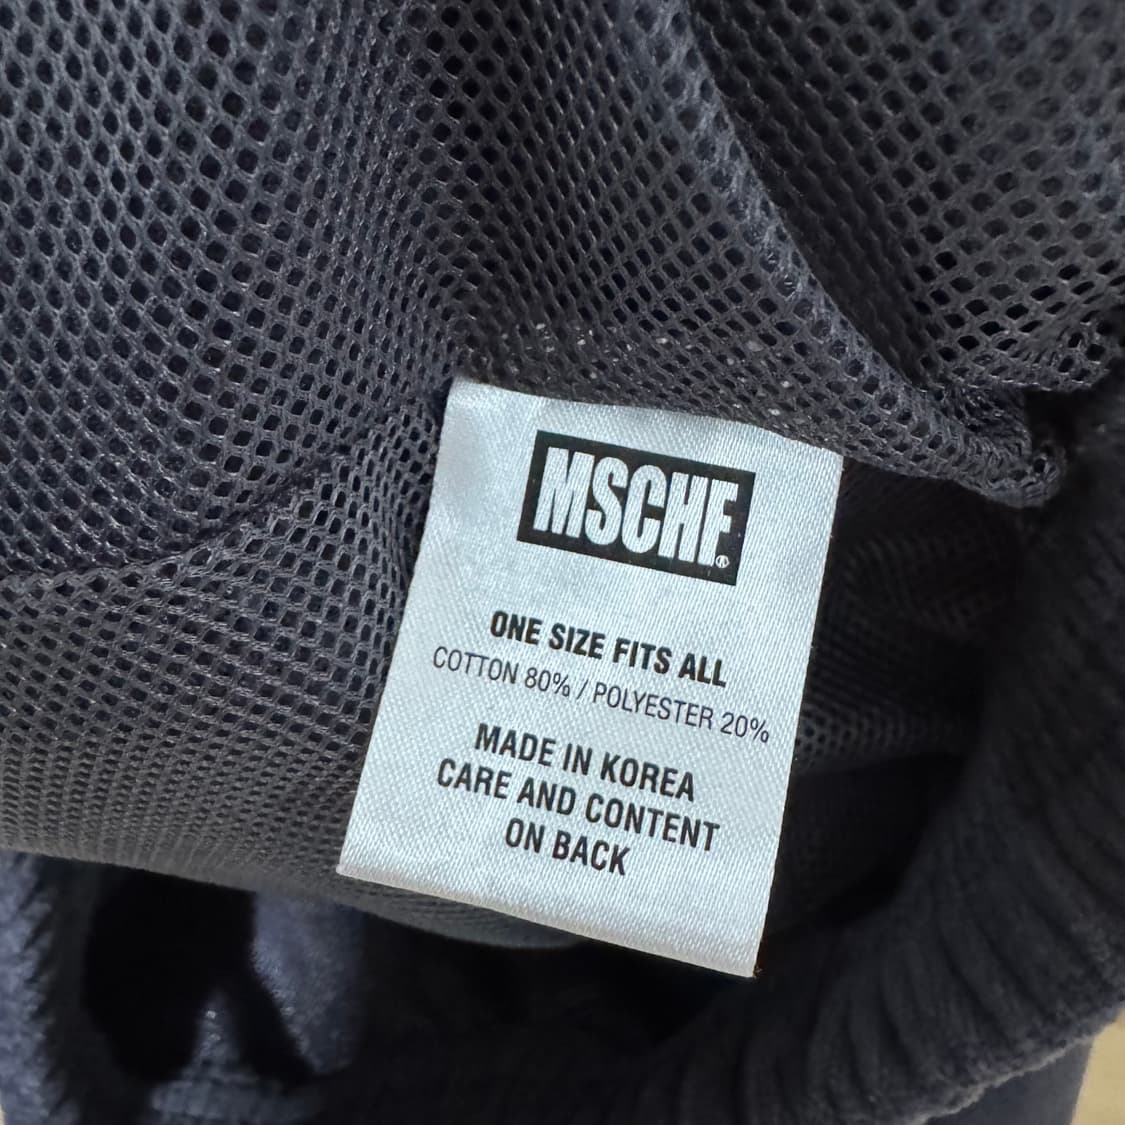 MSCHF®
ONE SIZE FITS ALL
COTTON 80% / POLYESTER 20%
MADE IN KOREA
CARE AND CONTENT
ON BACK